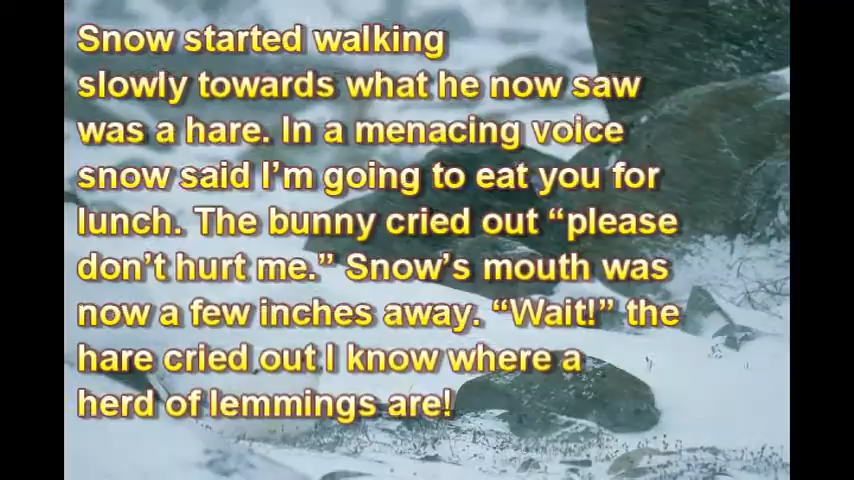 Snow started walking
slowly towards what he now saw
was a hare. In a menacing voice
snow said I’m going to eat you for
lunch. The bunny cried out “please
don’t hurt me.” Snow’s mouth was
now a few inches away. “Wait!” the
hare cried out I know where a
herd of lemmings are!